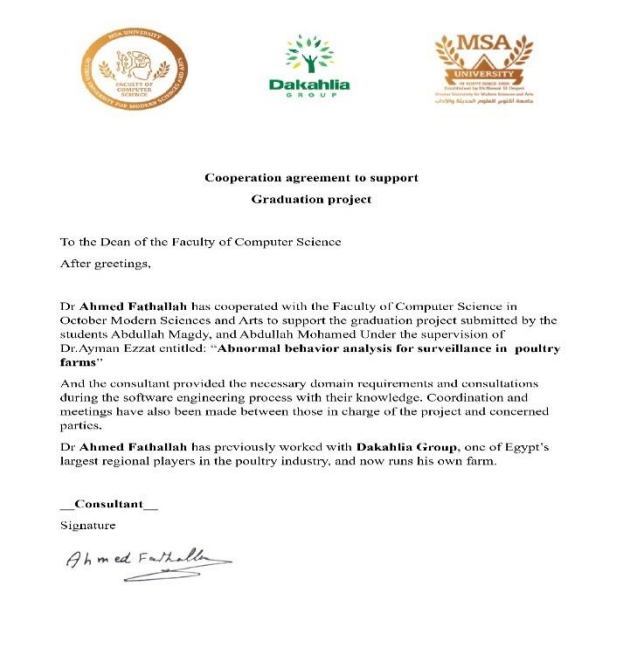 MSA UNIVERSITY
FACULTY OF
COMPUTER
SCIENCE
Dakahlia
GROUP
MSA
UNIVERSITY
Cooperation agreement to support
Graduation project
To the Dean of the Faculty of Computer Science
After greetings,
Dr Ahmed Fathallah has cooperated with the Faculty of Computer Science in
October Modern Sciences and Arts to support the graduation project submitted by the
students Abdullah Magdy, and Abdullah Mohamed Under the supervision of
Dr.Ayman Ezzat entitled: “Abnormal behavior analysis for surveillance in poultry
farms”
And the consultant provided the necessary domain requirements and consultations
during the software engineering process with their knowledge. Coordination and
meetings have also been made between those in charge of the project and concerned
parties.
Dr Ahmed Fathallah has previously worked with Dakahlia Group, one of Egypt’s
largest regional players in the poultry industry, and now runs his own farm.
__Consultant__
Signature
Ahmed Fathalla